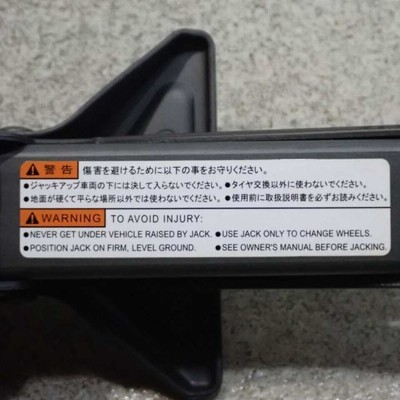 警告 傷害を避けるために以下の事をお守りください。
●ジャッキアップ車両の下には決して入らないでください。 ●タイヤ交換以外に使わないでください。
●地面が硬くて平らな場所以外では使わないでください。 ●使用前に取扱説明書を必ずお読みください。
WARNING TO AVOID INJURY:
●NEVER GET UNDER VEHICLE RAISED BY JACK. ●USE JACK ONLY TO CHANGE WHEELS.
●POSITION JACK ON FIRM, LEVEL GROUND. ●SEE OWNER'S MANUAL BEFORE JACKING.